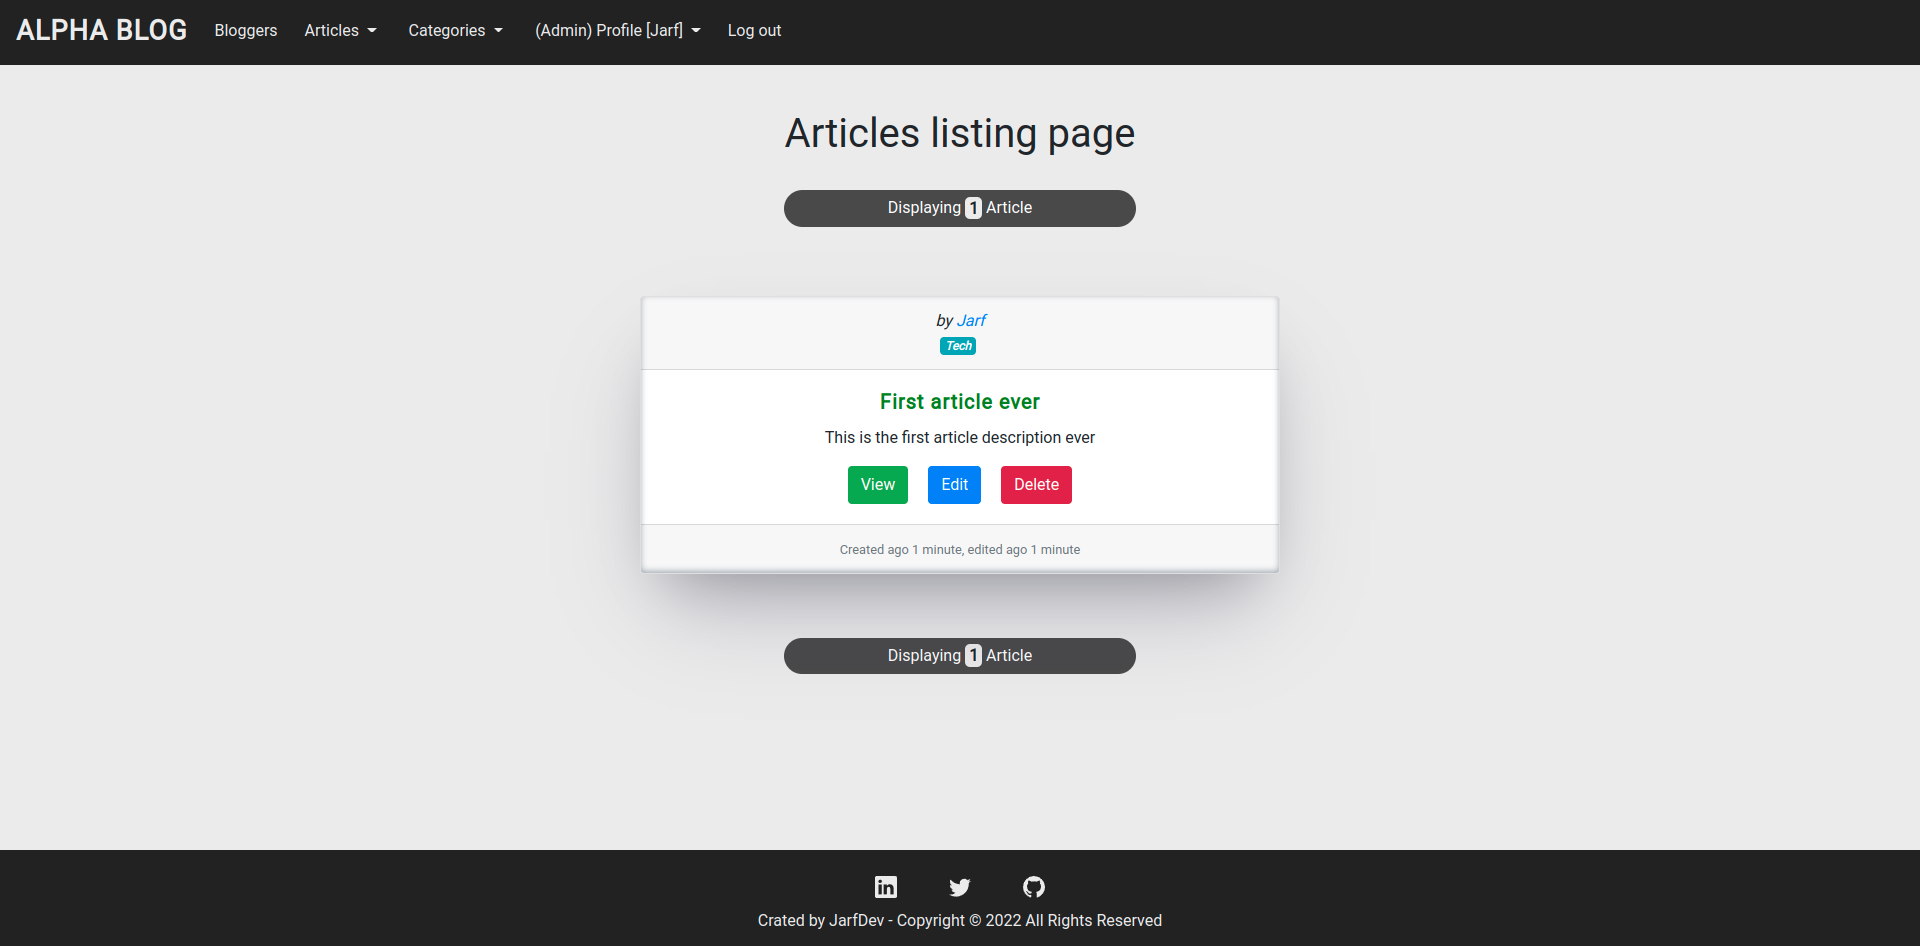 ALPHA BLOG Bloggers Articles Categories (Admin) Profile [Jarf] Log out
Articles listing page
Displaying 1 Article
by Jarf
Tech
First article ever
This is the first article description ever
View Edit Delete
Created ago 1 minute, edited ago 1 minute
Displaying 1 Article
in
Crated by JarfDev - Copyright © 2022 All Rights Reserved